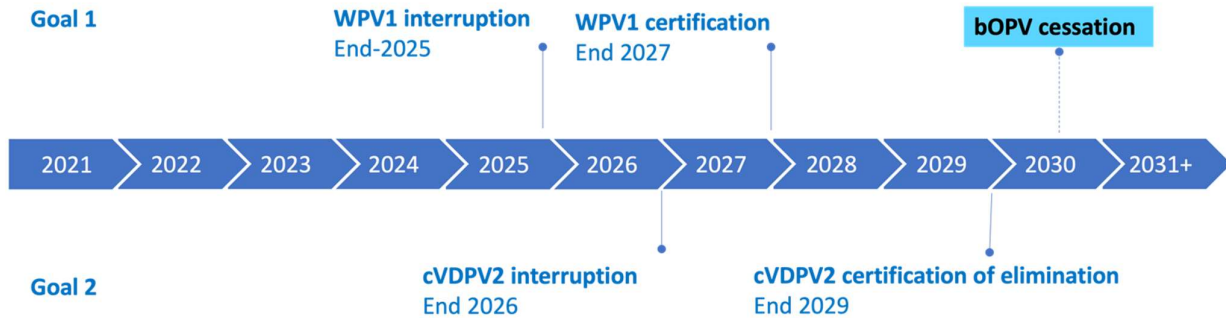 Goal 1
WPV1 interruption
End-2025
WPV1 certification
End 2027
bOPV cessation
2021 2022 2023 2024 2025 2026 2027 2028 2029 2030 2031+
Goal 2
cVDPV2 interruption
End 2026
cVDPV2 certification of elimination
End 2029